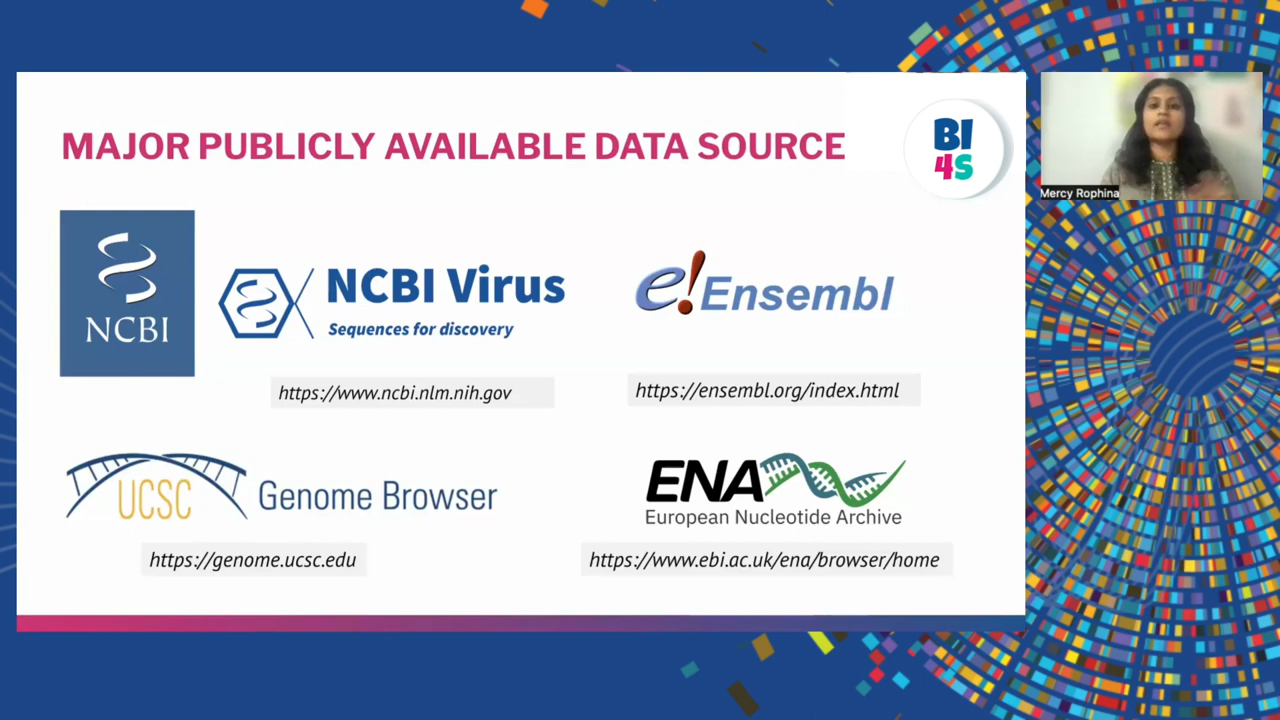 MAJOR PUBLICLY AVAILABLE DATA SOURCE
BI
4S
Mercy Rophina
NCBI
NCBI Virus
Sequences for discovery
e!Ensembl
https://www.ncbi.nlm.nih.gov
https://ensembl.org/index.html
UCSC Genome Browser
ENA
European Nucleotide Archive
https://genome.ucsc.edu
https://www.ebi.ac.uk/ena/browser/home